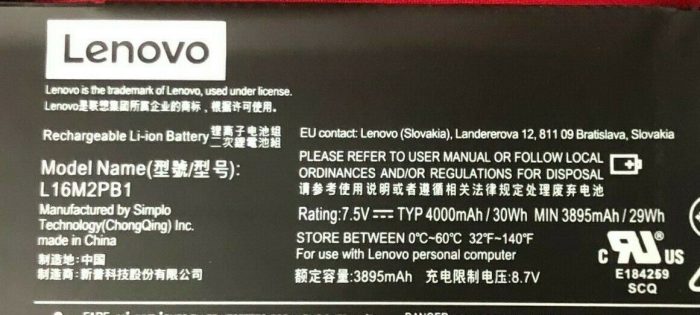 Lenovo
Lenovo is the trademark of Lenovo, used under license.
Lenovo是联想集团所属企业的商标，根据许可使用。
Rechargeable Li-ion Battery 锂离子电池组
二次鋰電池組
Model Name(型號/型号):
L16M2PB1
Manufactured by Simplo
Technology(ChongQing) Inc.
made in China
制造地:中国
制造商:新普科技股份有限公司
EU contact: Lenovo (Slovakia), Landererova 12, 811 09 Bratislava, Slovakia
PLEASE REFER TO USER MANUAL OR FOLLOW LOCAL
ORDINANCES AND/OR REGULATIONS FOR DISPOSAL
请参考使用说明或者遵循相关法律规定处理废弃电池
Rating:7.5V⎓ TYP 4000mAh / 30Wh MIN 3895mAh / 29Wh
STORE BETWEEN 0℃~60℃ 32℉~140℉
For use with Lenovo personal computer
额定容量:3895mAh 充电限制电压:8.7V
c RU US
E184259
SCQ